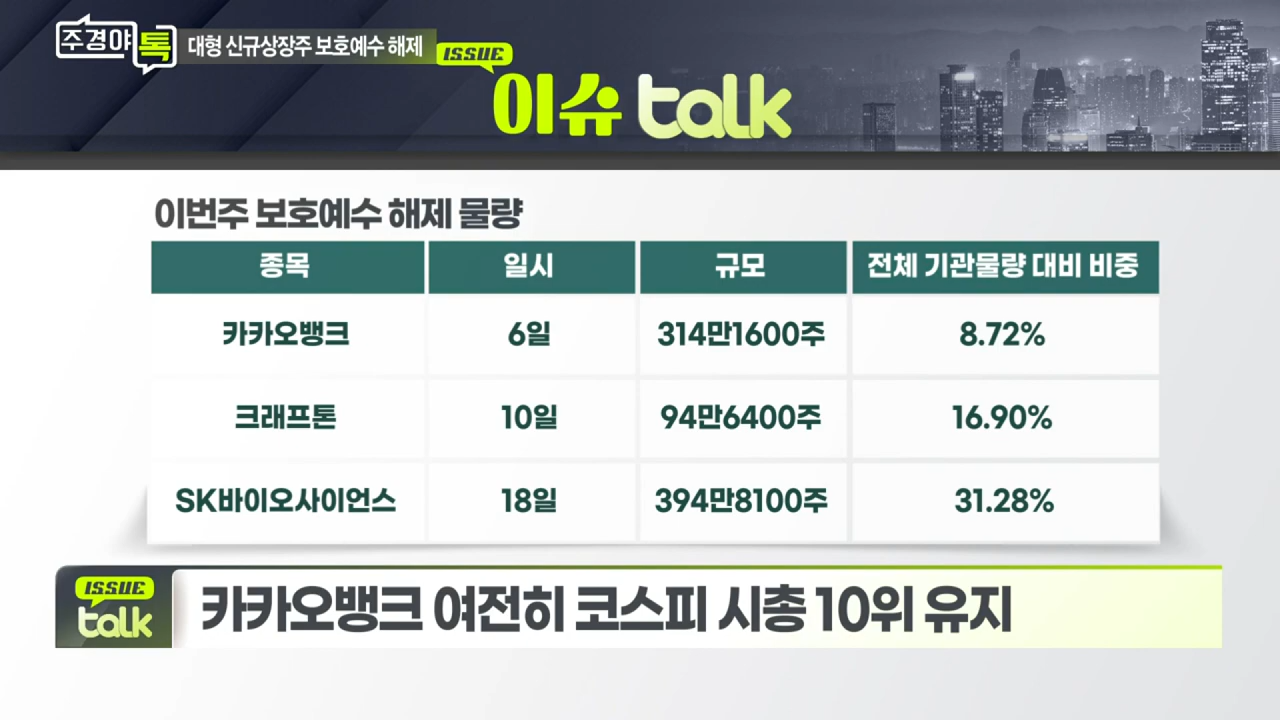 주경야톡
대형 신규상장주 보호예수 해제
ISSUE
이슈 talk
이번주 보호예수 해제 물량
종목 일시 규모 전체 기관물량 대비 비중
카카오뱅크 6일 314만1600주 8.72%
크래프톤 10일 94만6400주 16.90%
SK바이오사이언스 18일 394만8100주 31.28%
ISSUE
talk
카카오뱅크 여전히 코스피 시총 10위 유지